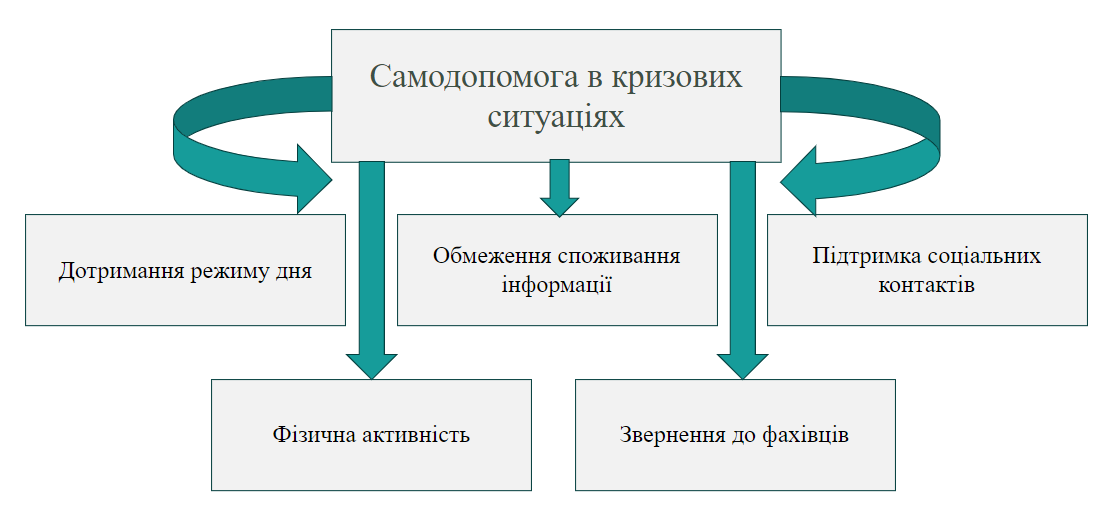 Самодопомога в кризових
ситуаціях
Дотримання режиму дня
Обмеження споживання
інформації
Підтримка соціальних
контактів
Фізична активність
Звернення до фахівців